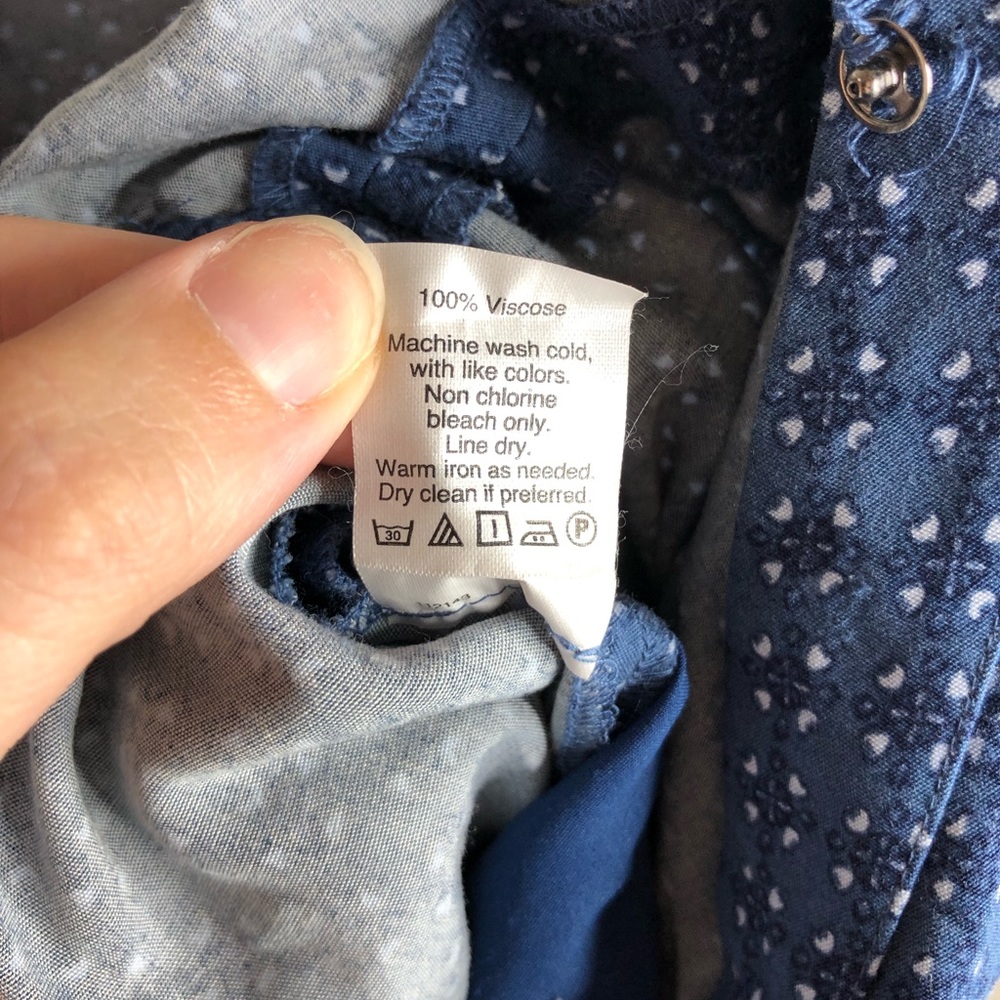 100% Viscose
Machine wash cold,
with like colors.
Non chlorine
bleach only.
Line dry.
Warm iron as needed.
Dry clean if preferred.
30 P